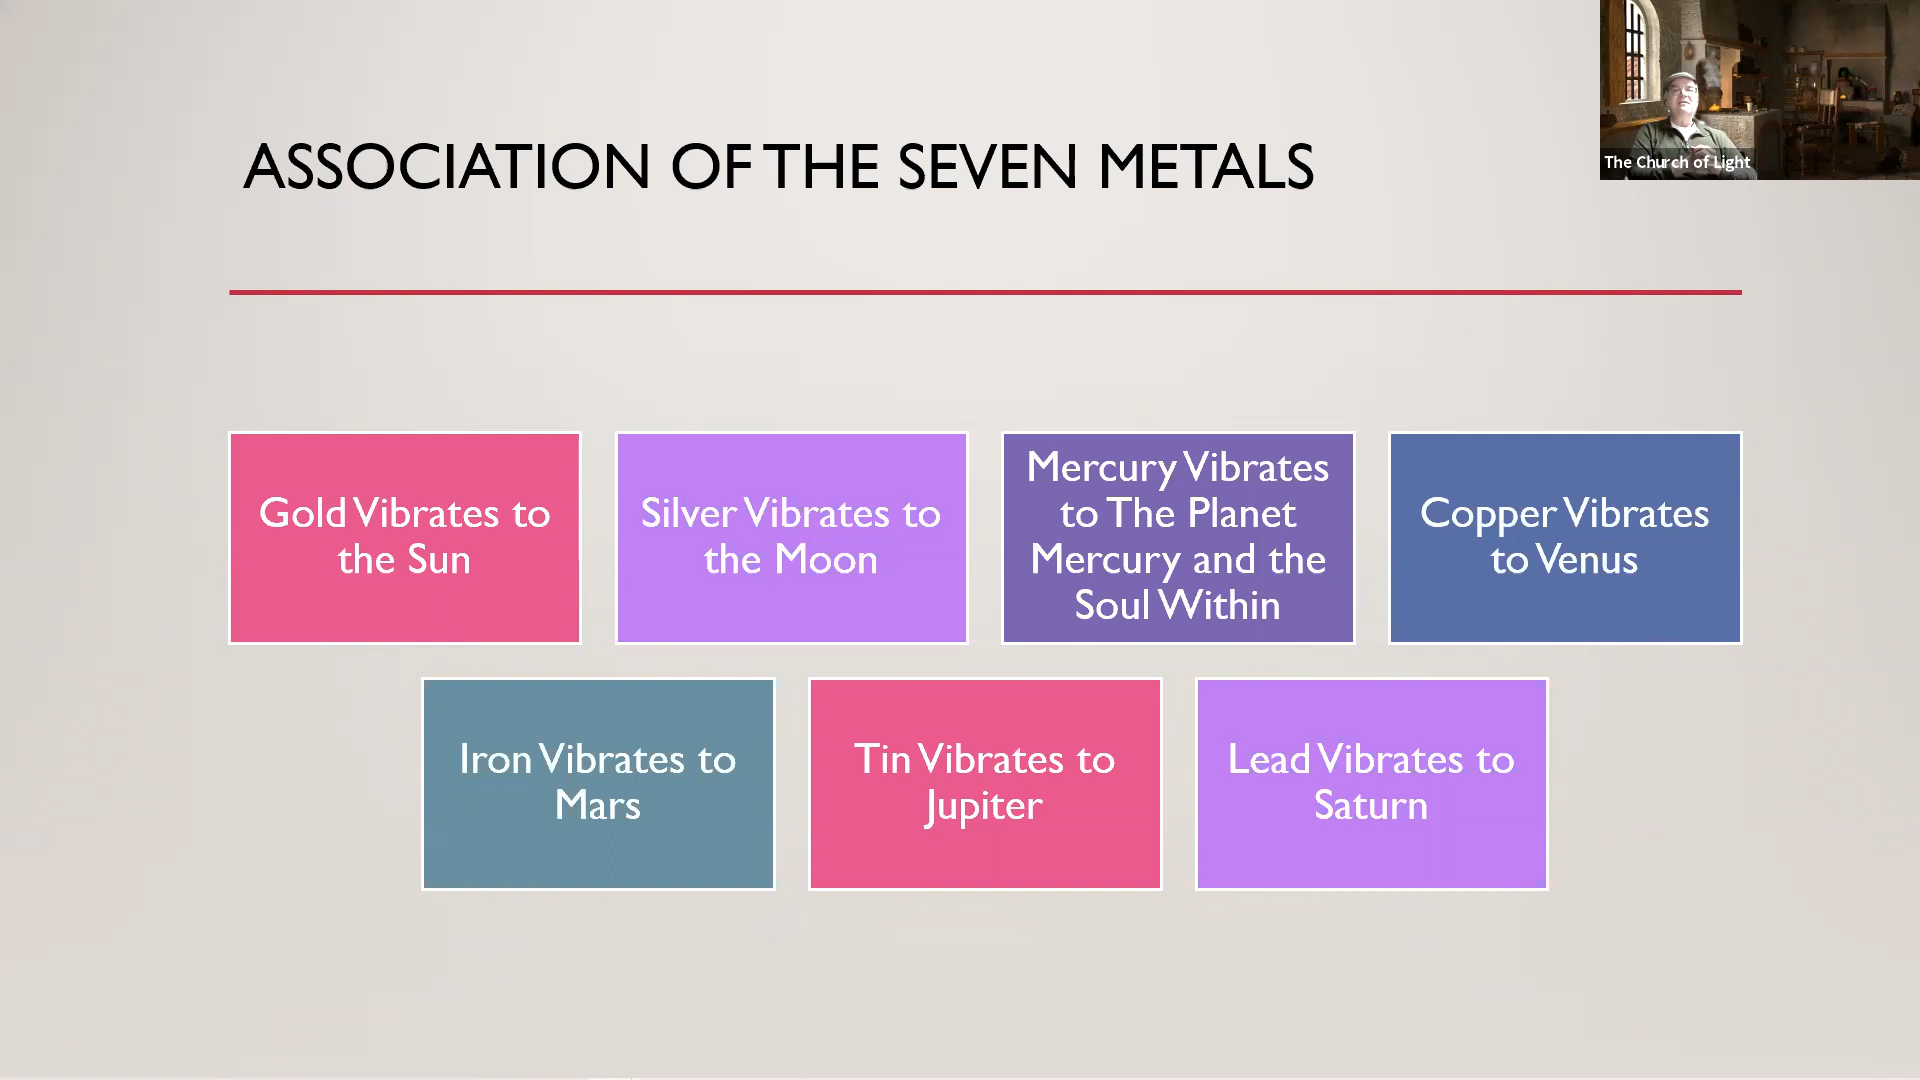 The Church of Light
ASSOCIATION OF THE SEVEN METALS
Gold Vibrates to
the Sun
Silver Vibrates to
the Moon
Mercury Vibrates
to The Planet
Mercury and the
Soul Within
Copper Vibrates
to Venus
Iron Vibrates to
Mars
Tin Vibrates to
Jupiter
Lead Vibrates to
Saturn